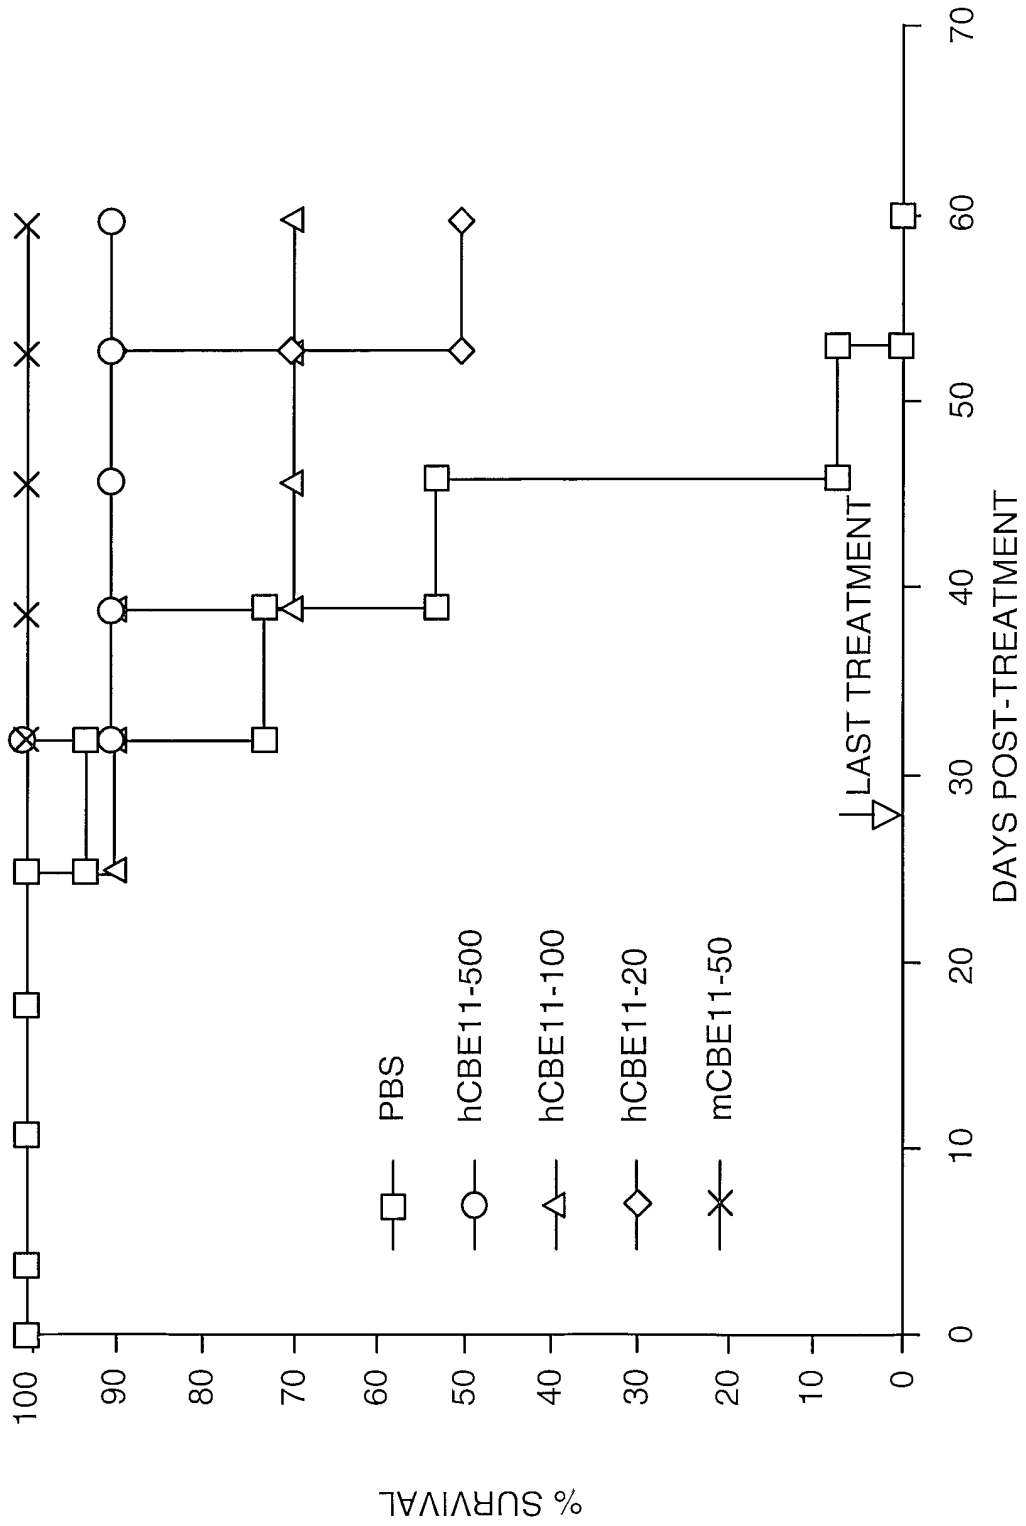 % SURVIVAL
100
90
80
70
60
50
40
30
20
10
0
PBS
hCBE11-500
hCBE11-100
hCBE11-20
mCBE11-50
LAST TREATMENT
0 10 20 30 40 50 60 70
DAYS POST-TREATMENT